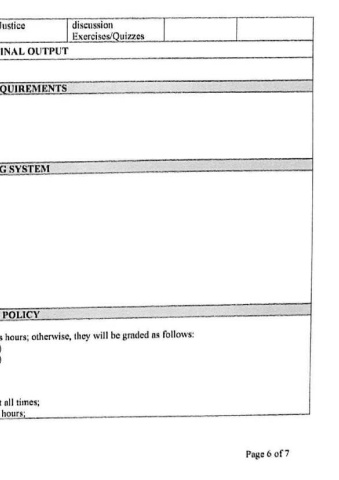 Justice discussion
Exercises/Quizzes
INAL OUTPUT
QUIREMENTS
G SYSTEM
POLICY
s hours; otherwise, they will be graded as follows:
)
)
t all times;
hours;
Page 6 of 7